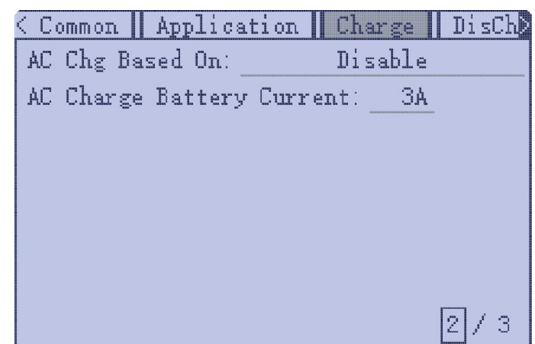 < Common Application Charge DisCh
AC Chg Based On: Disable
AC Charge Battery Current: 3A
2 / 3